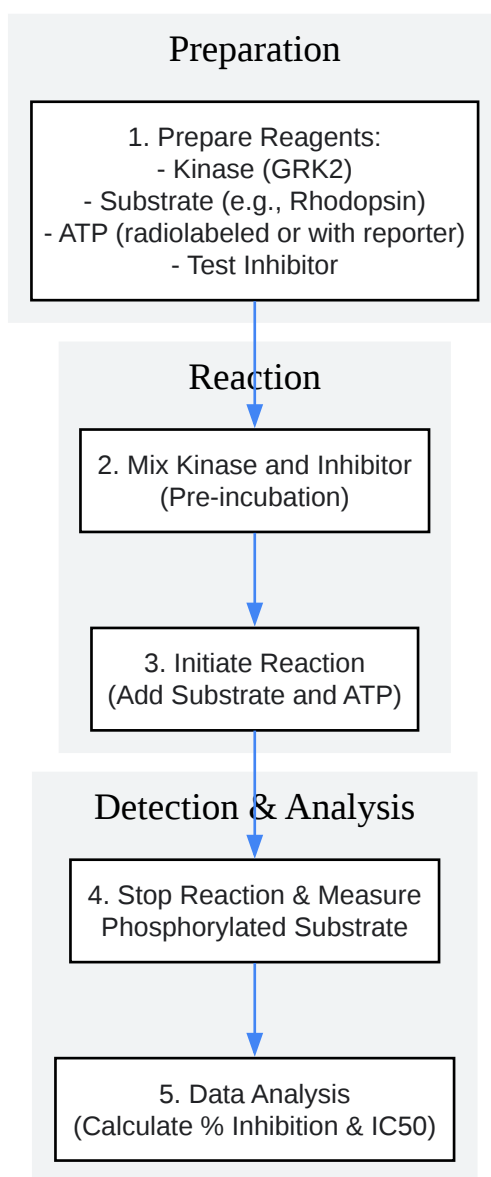 Preparation
1. Prepare Reagents:
- Kinase (GRK2)
- Substrate (e.g., Rhodopsin)
- ATP (radiolabeled or with reporter)
- Test Inhibitor
Reaction
2. Mix Kinase and Inhibitor
(Pre-incubation)
3. Initiate Reaction
(Add Substrate and ATP)
Detection & Analysis
4. Stop Reaction & Measure
Phosphorylated Substrate
5. Data Analysis
(Calculate % Inhibition & IC50)